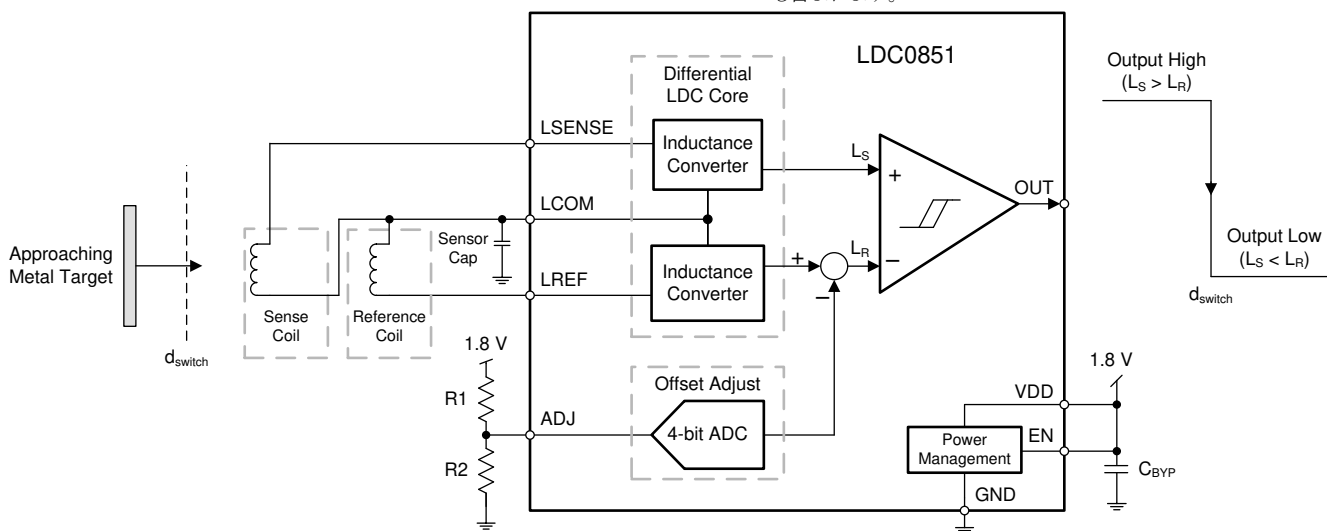 LDC0851
Differential
LDC Core
Inductance
Converter
Inductance
Converter
LSENSE
LCOM
LREF
ADJ
LS
LR
+
−
+
−
OUT
Output High
(LS > LR)
Output Low
(LS < LR)
dswitch
Approaching
Metal Target
dswitch
Sense
Coil
Reference
Coil
Sensor
Cap
1.8 V
R1
R2
Offset Adjust
4-bit ADC
Power
Management
VDD
EN
GND
1.8 V
CBYP